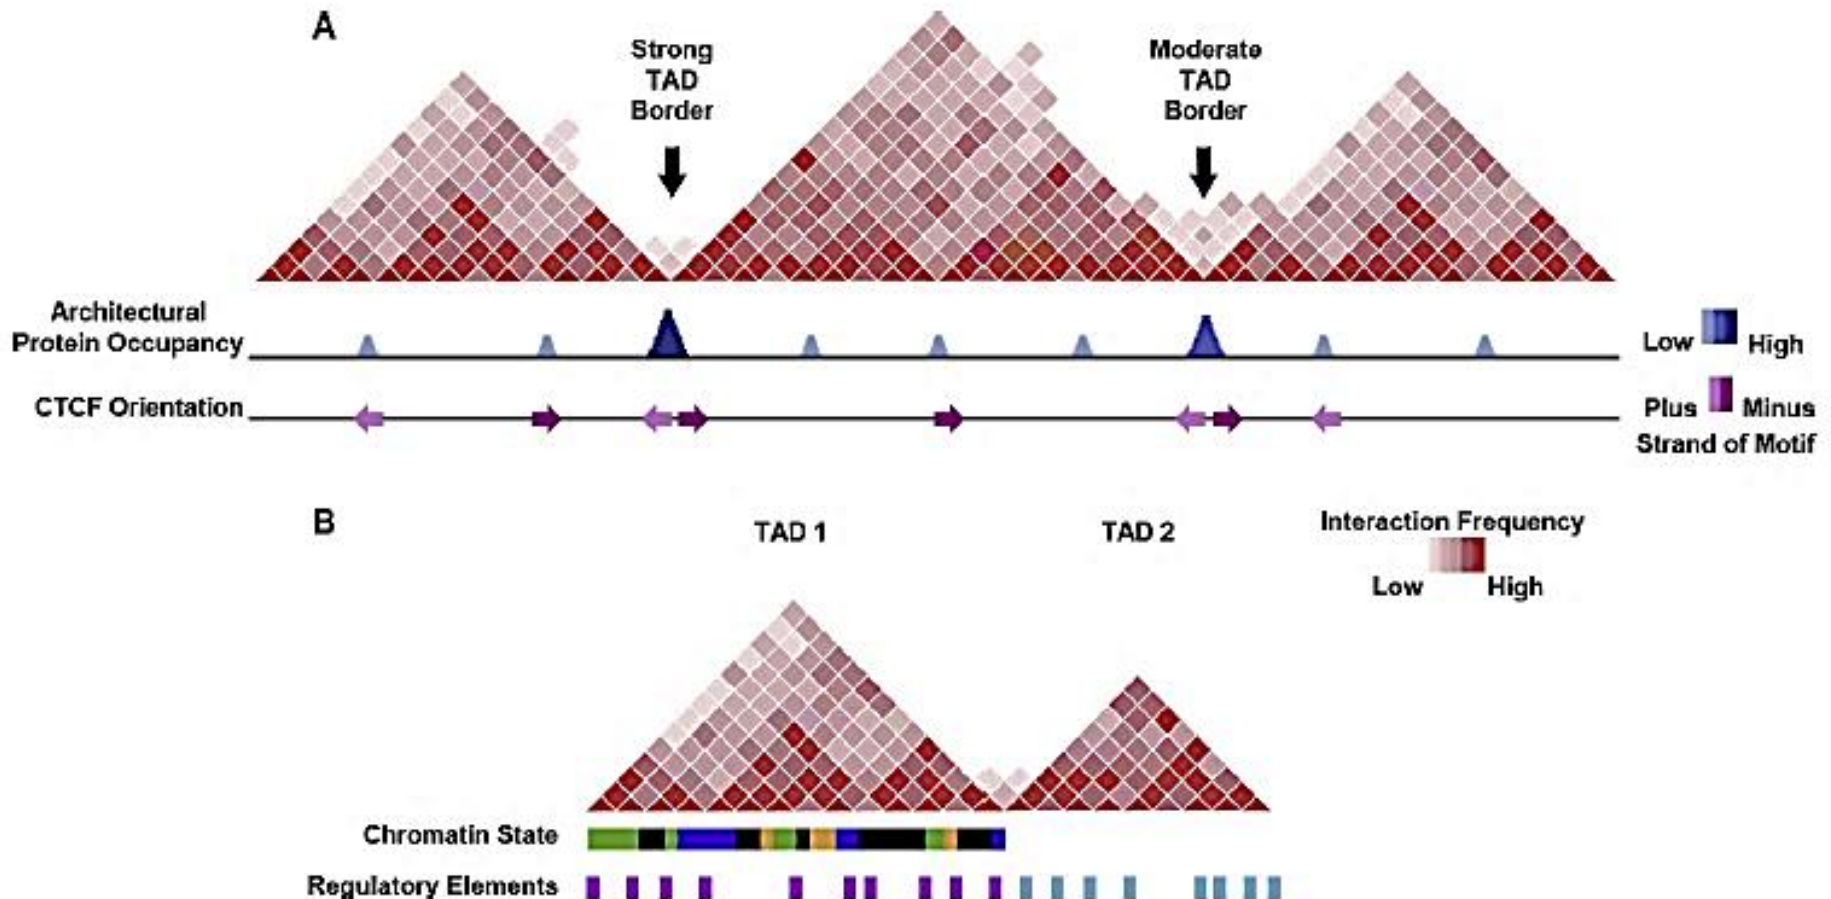 A
Strong
TAD
Border
Moderate
TAD
Border
Architectural
Protein Occupancy
Low High
CTCF Orientation
Plus Minus
Strand of Motif
B
TAD 1
TAD 2
Interaction Frequency
Low High
Chromatin State
Regulatory Elements